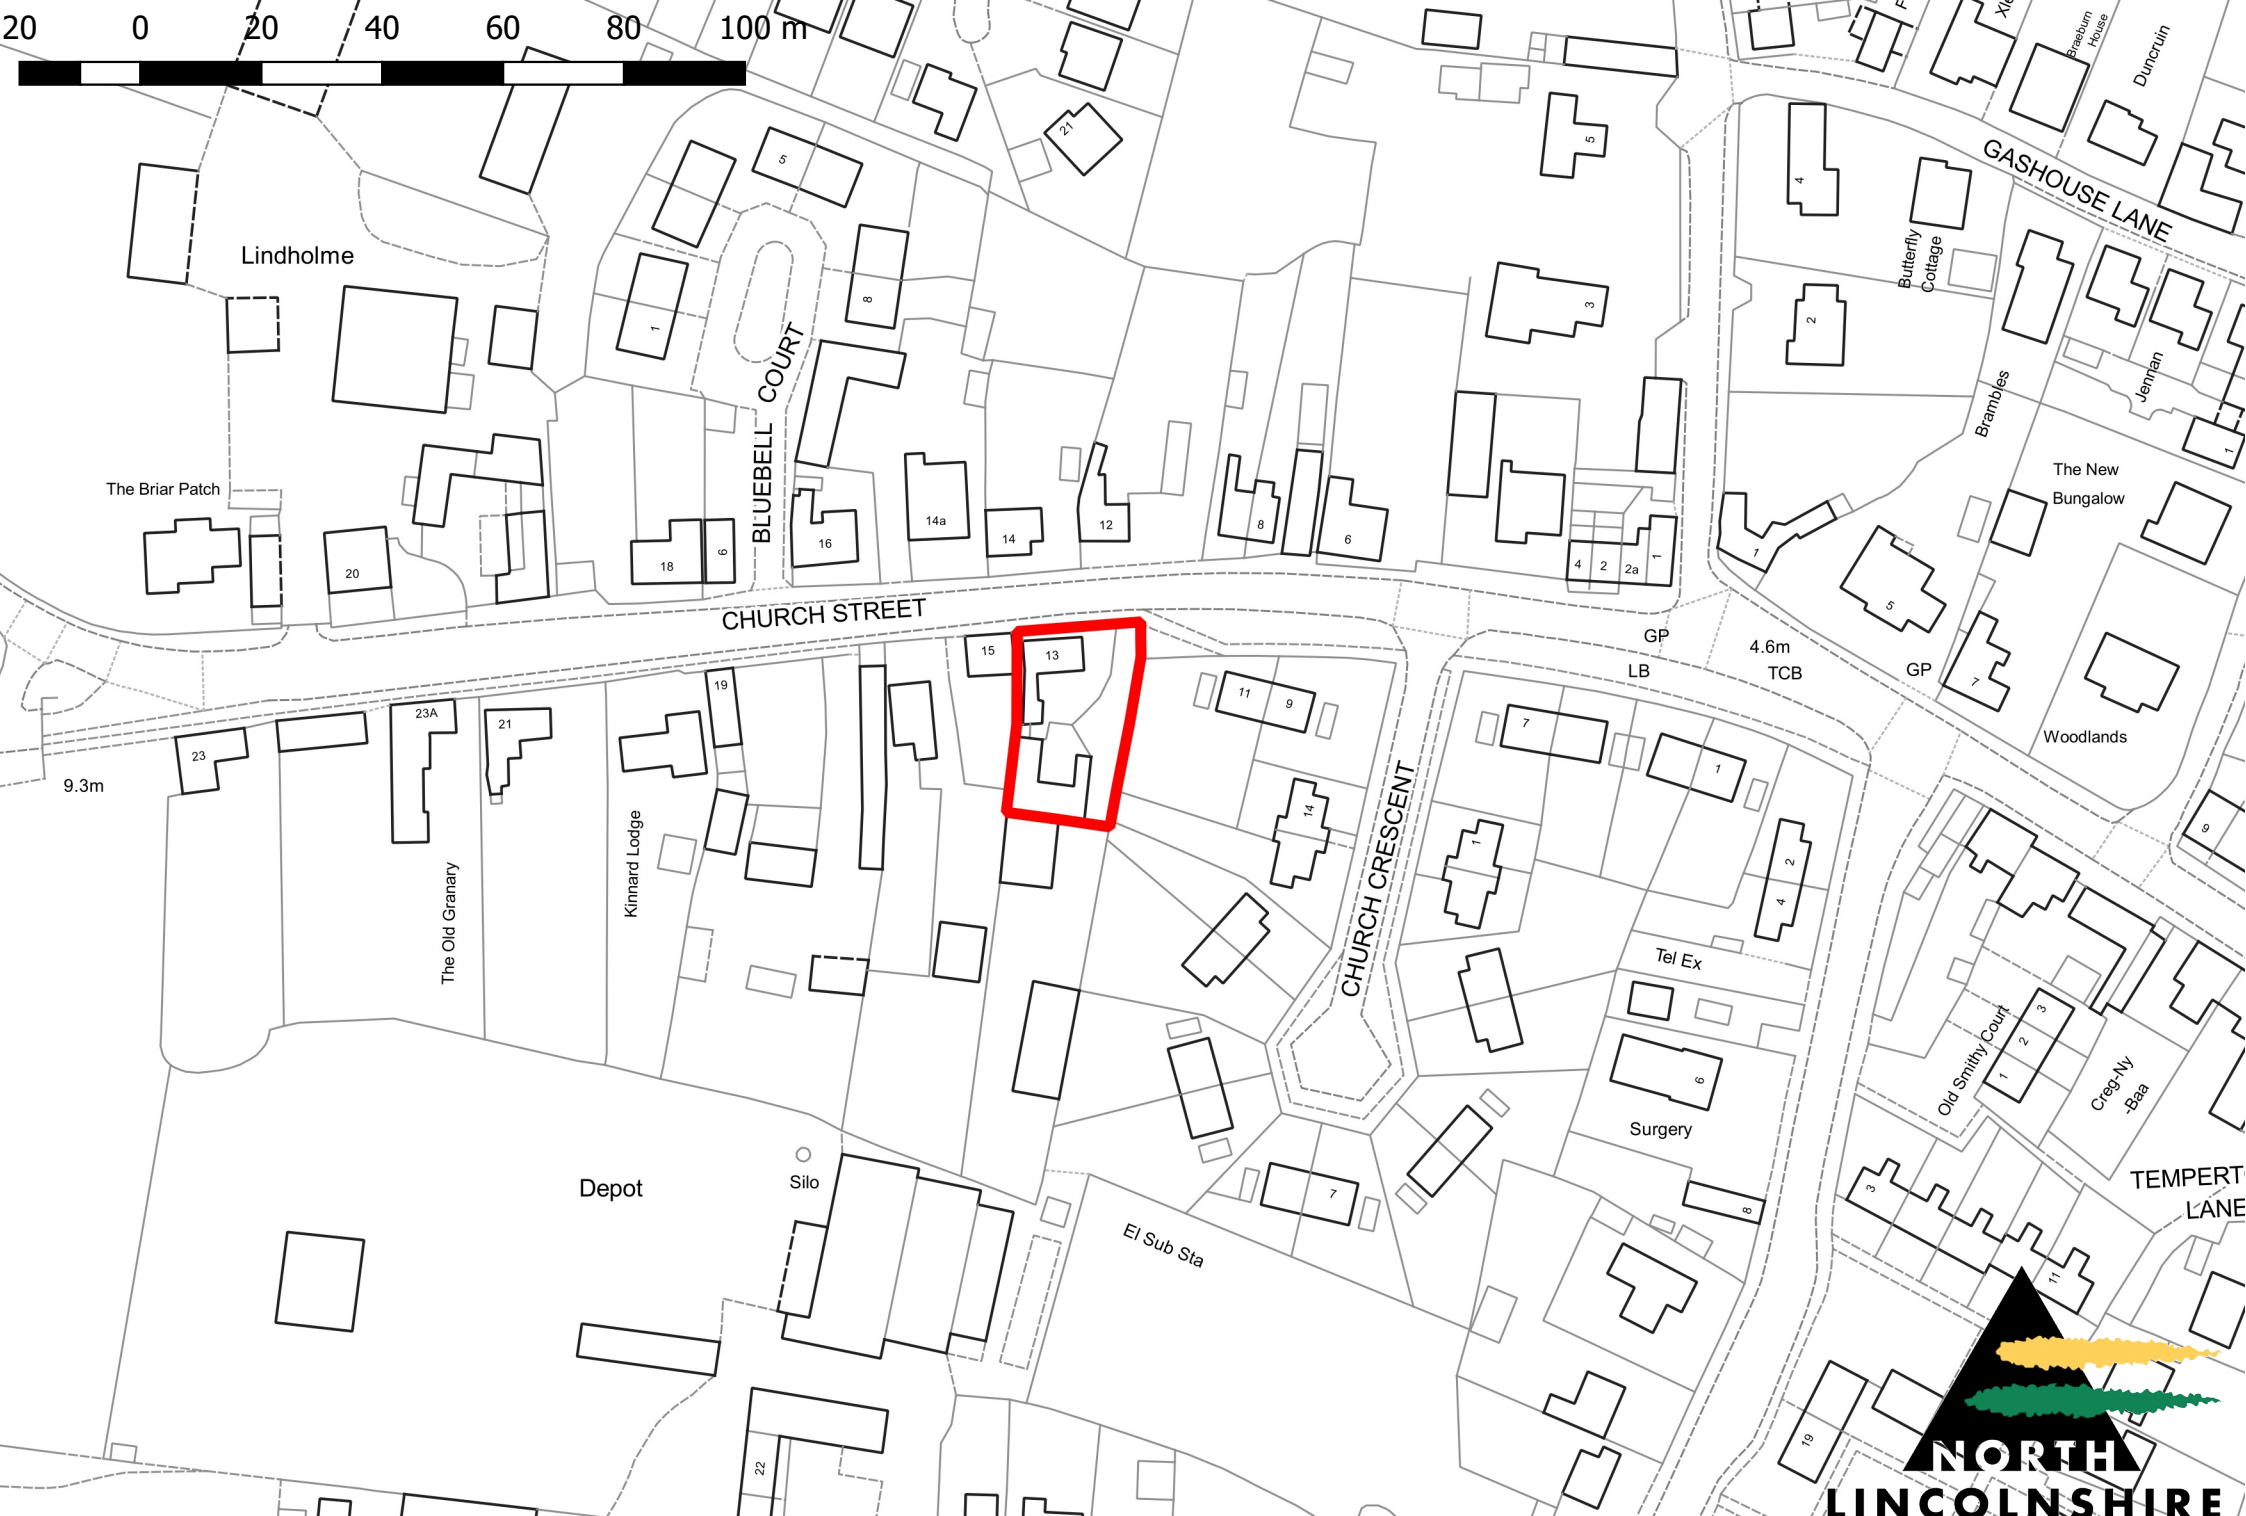 20 0 20 40 60 80 100 m
Braeburn
House
Duncruin
21
5
5
4
GASHOUSE LANE
Lindholme
Butterfly
Cottage
8
3
1
2
BLUEBELL COURT
Jennan
Brambles
1
The New
Bungalow
The Briar Patch
14a
14
12
8
6
16
18
6
20
4
2
2a
1
1
5
CHURCH STREET
GP
LB
4.6m
TCB
GP
7
Woodlands
15
13
19
11
9
7
1
23A
21
23
9.3m
14
1
2
4
9
The Old Granary
Kinnard Lodge
CHURCH CRESCENT
Tel Ex
Old Smithy Court
3
2
1
Creg-Ny
-Baa
6
Surgery
Depot
Silo
El Sub Sta
7
8
3
11
TEMPERT
LANE
19
22
NORTH
LINCOLNSHIRE